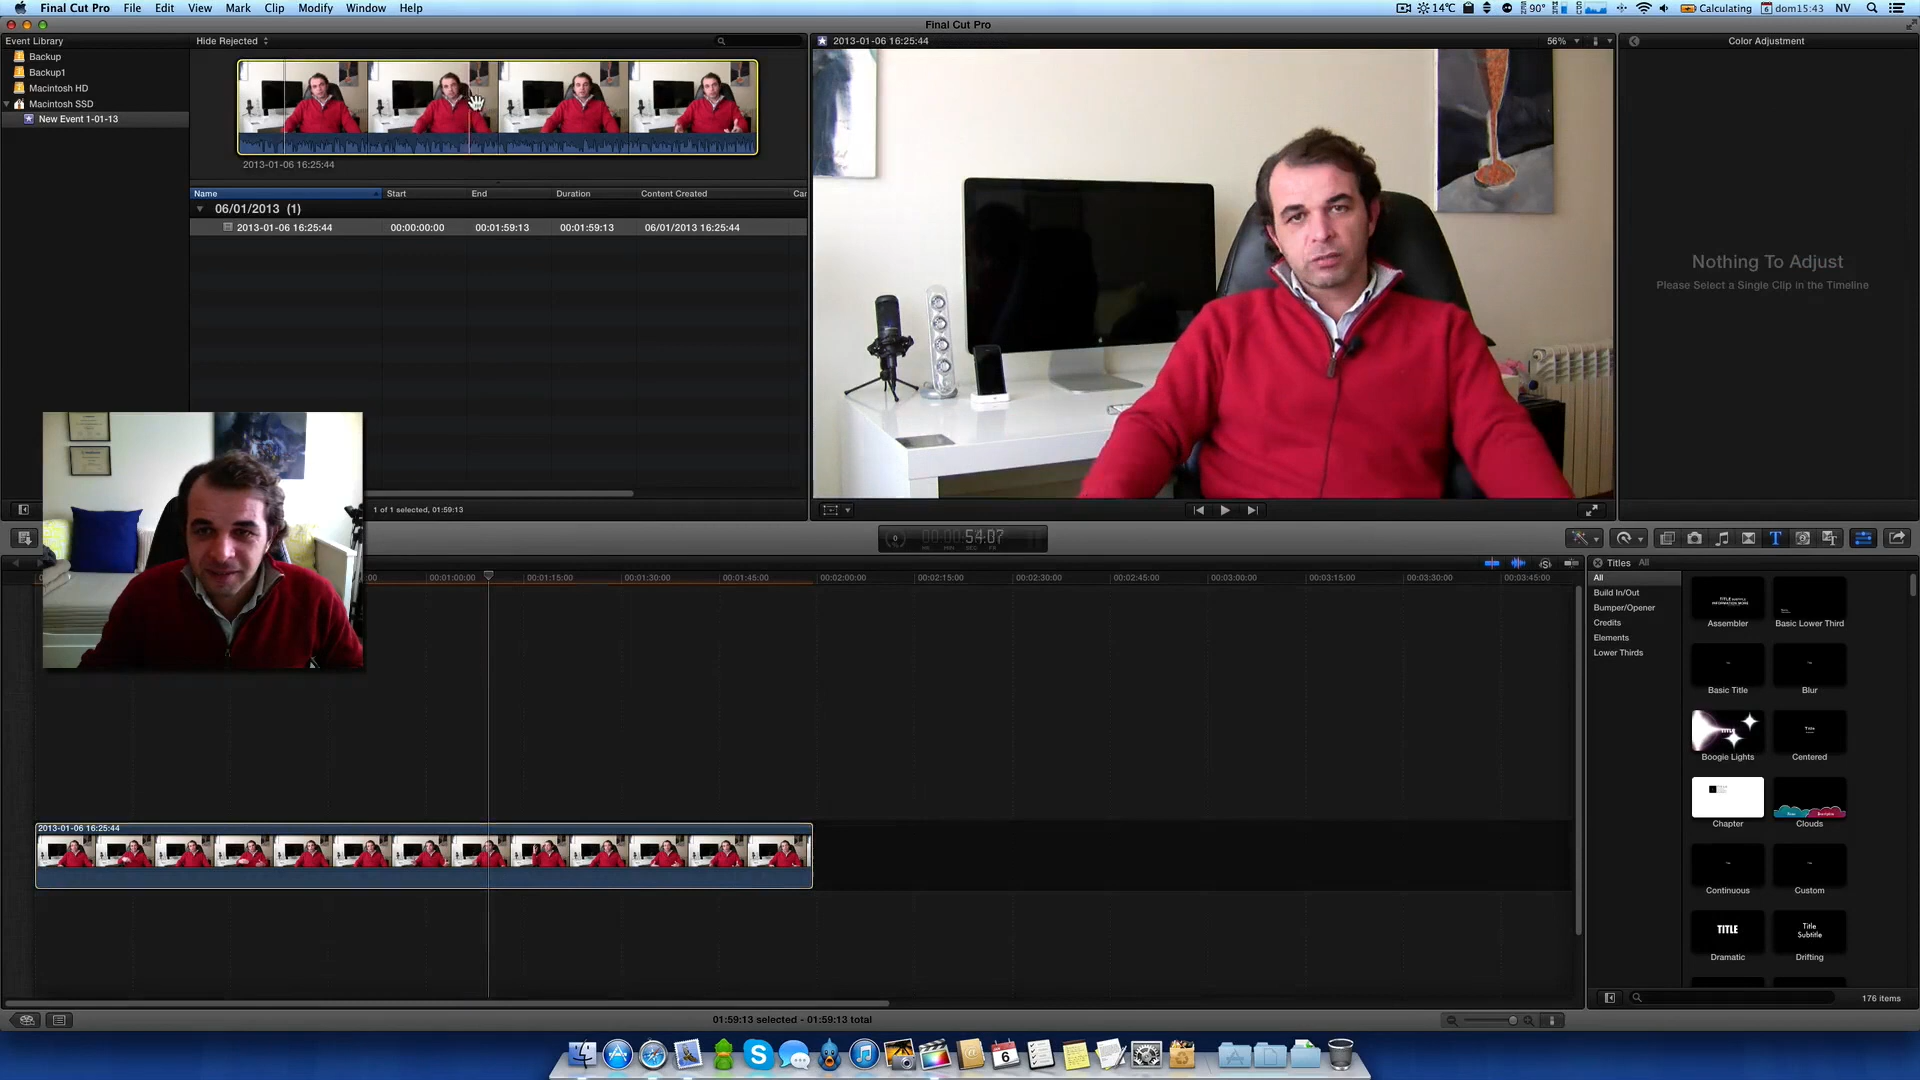 Final Cut Pro File Edit View Mark Clip Modify Window Help
14°C 90° Calculating dom15:43 NV
Final Cut Pro
Event Library
Hide Rejected
2013-01-06 16:25:44
56%
Color Adjustment
Backup
Backup1
Macintosh HD
Macintosh SSD
New Event 1-01-13
2013-01-06 16:25:44
Name Start End Duration Content Created
06/01/2013 (1)
2013-01-06 16:25:44 00:00:00:00 00:01:59:13 00:01:59:13 06/01/2013 16:25:44
Nothing To Adjust
Please Select a Single Clip in the Timeline
1 of 1 selected, 01:59:13
54:07
00:01:00:00 00:01:15:00 00:01:30:00 00:01:45:00 00:02:00:00 00:02:15:00 00:02:30:00 00:02:45:00 00:03:00:00 00:03:15:00 00:03:30:00 00:03:45:00
Titles All
All
Build In/Out
Bumper/Opener
Credits
Elements
Lower Thirds
Assembler Basic Lower Third
Basic Title Blur
Boogie Lights Centered
Chapter Clouds
Continuous Custom
TITLE
Title
Subtitle
Dramatic Drifting
2013-01-06 16:25:44
176 items
01:59:13 selected - 01:59:13 total